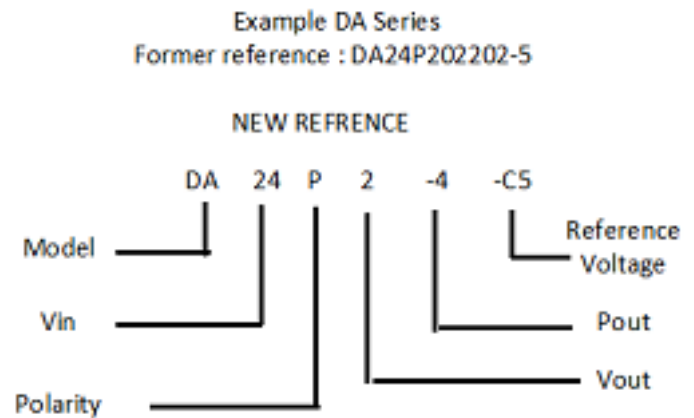 Example DA Series
Former reference : DA24P202202-5
NEW REFRENCE
DA 24 P 2 -4 -C5
Model
Reference
Voltage
Vin
Pout
Vout
Polarity